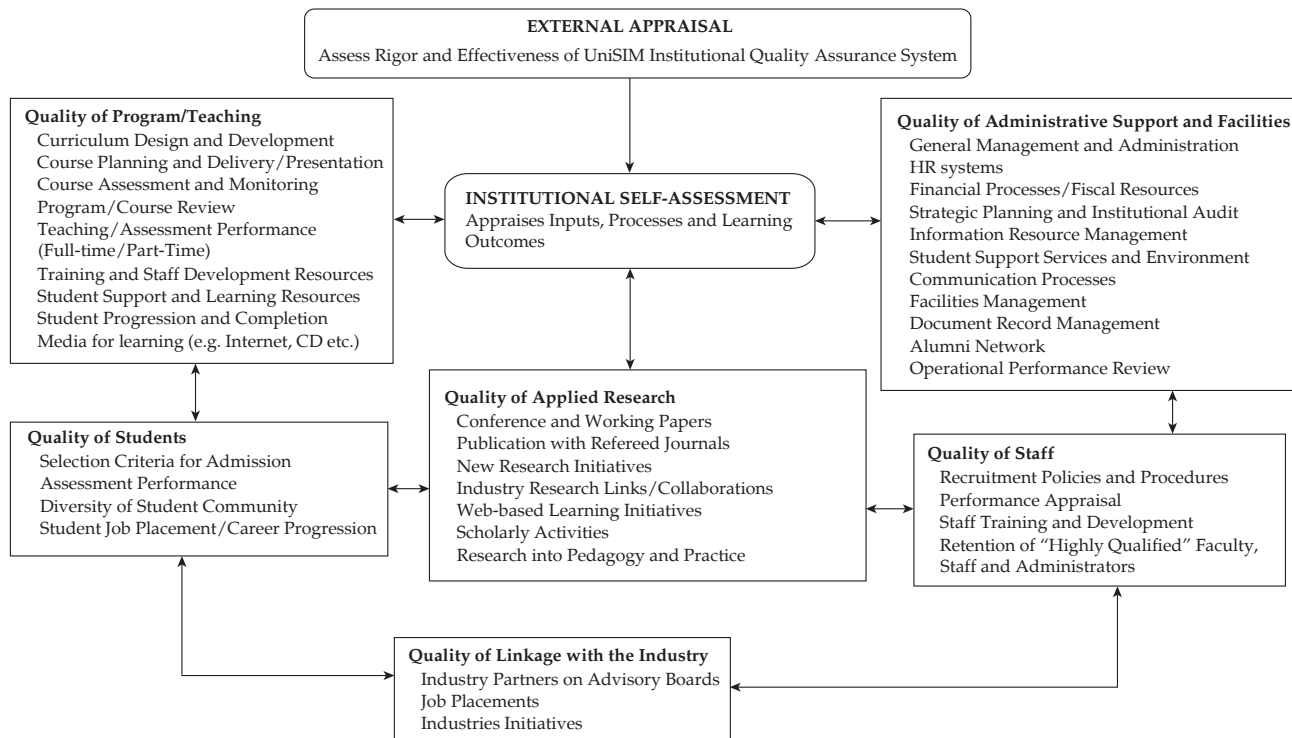 EXTERNAL APPRAISAL
Assess Rigor and Effectiveness of UniSIM Institutional Quality Assurance System
Quality of Program/Teaching
Curriculum Design and Development
Course Planning and Delivery/Presentation
Course Assessment and Monitoring
Program/Course Review
Teaching/Assessment Performance
(Full-time/Part-Time)
Training and Staff Development Resources
Student Support and Learning Resources
Student Progression and Completion
Media for learning (e.g. Internet, CD etc.)
INSTITUTIONAL SELF-ASSESSMENT
Appraises Inputs, Processes and Learning
Outcomes
Quality of Administrative Support and Facilities
General Management and Administration
HR systems
Financial Processes/Fiscal Resources
Strategic Planning and Institutional Audit
Information Resource Management
Student Support Services and Environment
Communication Processes
Facilities Management
Document Record Management
Alumni Network
Operational Performance Review
Quality of Students
Selection Criteria for Admission
Assessment Performance
Diversity of Student Community
Student Job Placement/Career Progression
Quality of Applied Research
Conference and Working Papers
Publication with Refereed Journals
New Research Initiatives
Industry Research Links/Collaborations
Web-based Learning Initiatives
Scholarly Activities
Research into Pedagogy and Practice
Quality of Staff
Recruitment Policies and Procedures
Performance Appraisal
Staff Training and Development
Retention of “Highly Qualified” Faculty,
Staff and Administrators
Quality of Linkage with the Industry
Industry Partners on Advisory Boards
Job Placements
Industries Initiatives